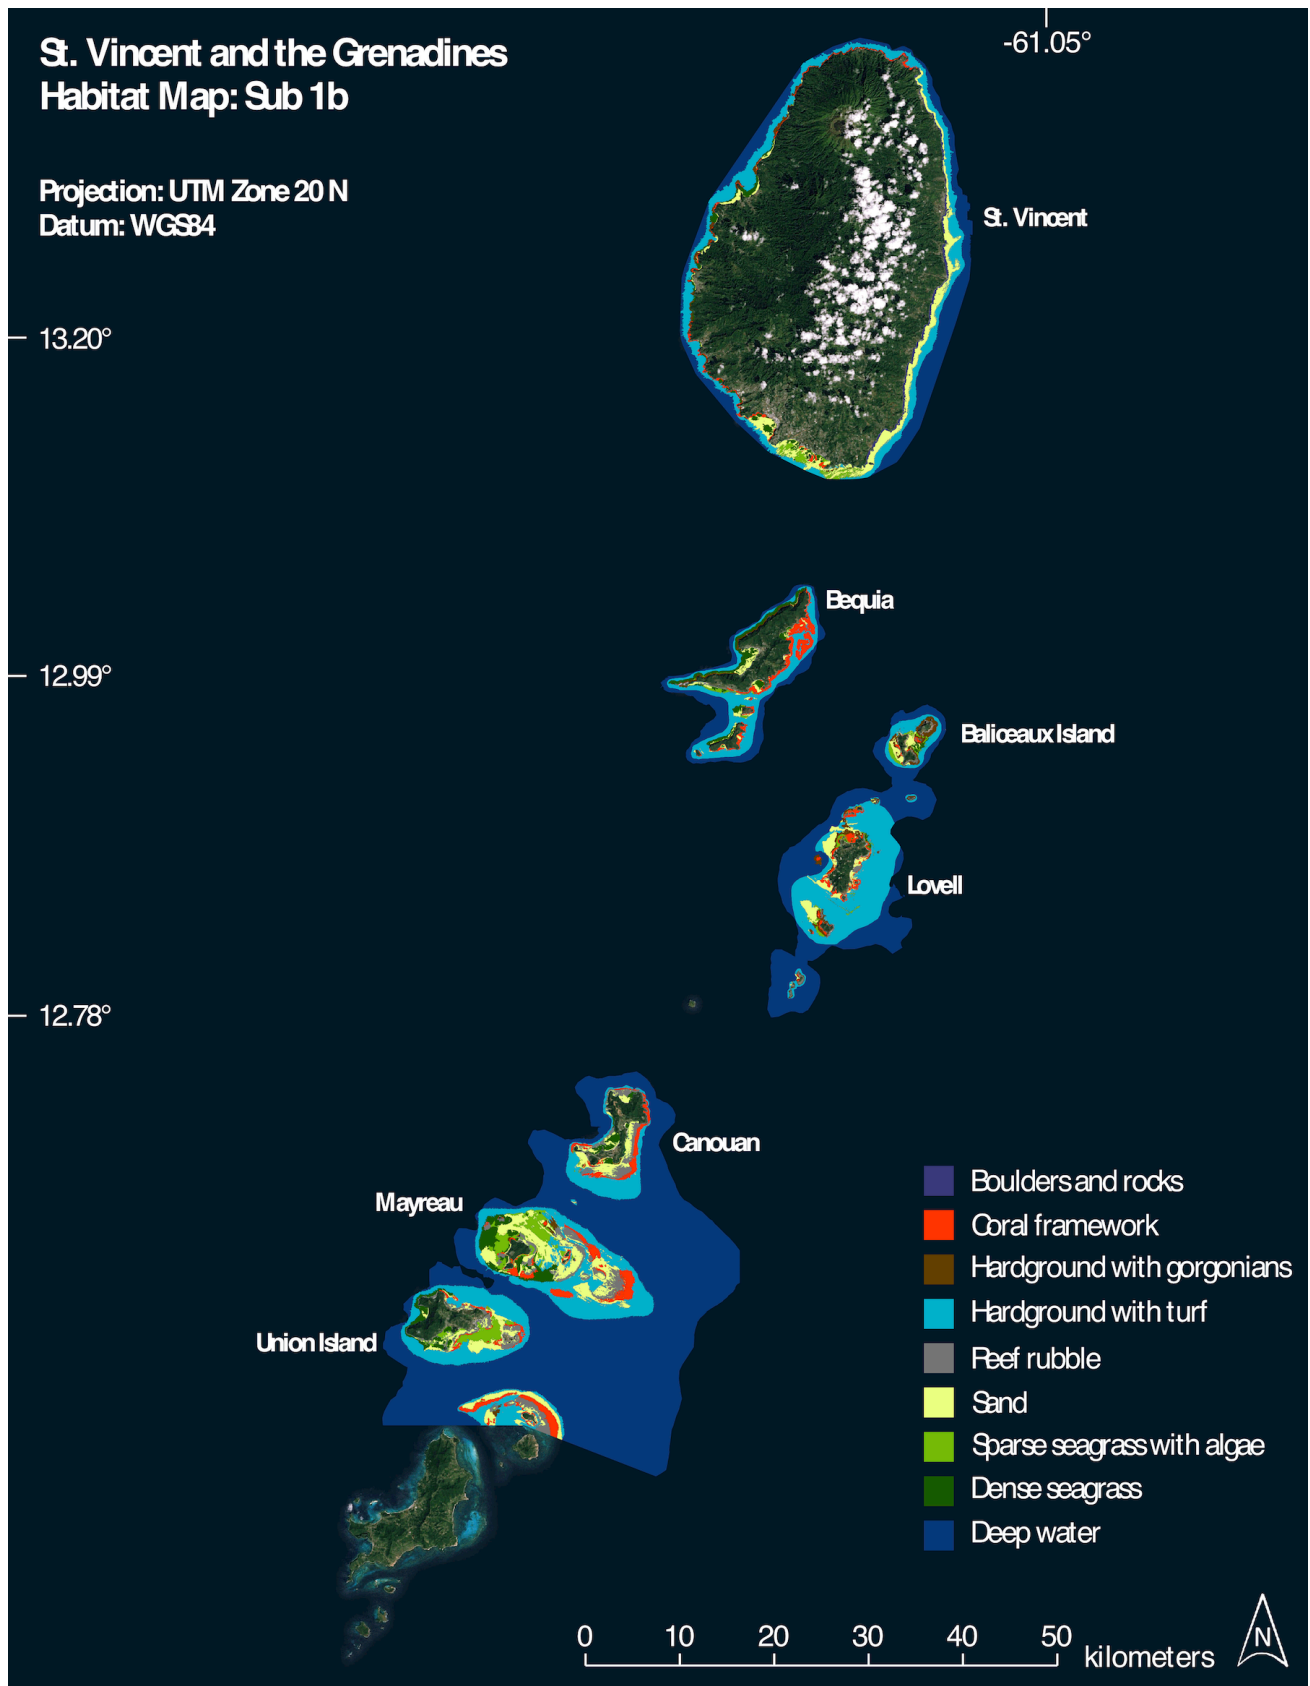 St. Vincent and the Grenadines
Habitat Map: Sub 1b
Projection: UTM Zone 20 N
Datum: WGS84
-61.05°
St. Vincent
13.20°
Bequia
12.99°
Baliceaux Island
Lovell
12.78°
Canouan
Mayreau
Union Island
Boulders and rocks
Coral framework
Hardground with gorgonians
Hardground with turf
Reef rubble
Sand
Sparse seagrass with algae
Dense seagrass
Deep water
0 10 20 30 40 50 kilometers
N